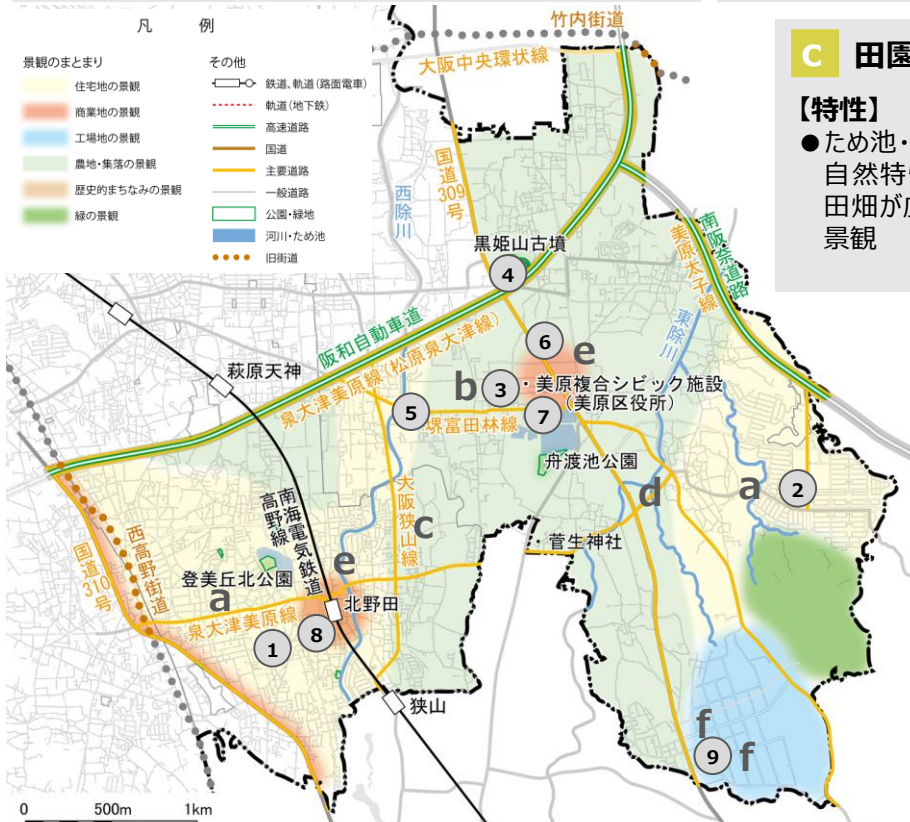 凡 例
景観のまとまり
住宅地の景観
商業地の景観
工場地の景観
農地・集落の景観
歴史的まちなみの景観
緑の景観
その他
鉄道、軌道(路面電車)
軌道(地下鉄)
高速道路
国道
主要道路
一般道路
公園・緑地
河川・ため池
旧街道
竹内街道
大阪中央環状線
国道309号
西除川
黒姫山古墳
4
南阪奈道路
美原太子線
東除川
阪和自動車道
泉大津美原線(松原泉大津線)
萩原天神
6
e
b
3
・美原複合シビック施設
(美原区役所)
5
7
堺富田林線
舟渡池公園
a
2
d
大阪狭山線
c
・菅生神社
南海電気鉄道
高野線
e
登美丘北公園
西高野街道
国道310号
a
北野田
泉大津美原線
8
1
狭山
f
9
f
0 500m 1km
C 田園
【特性】
●ため池・
自然特
田畑が広
景観